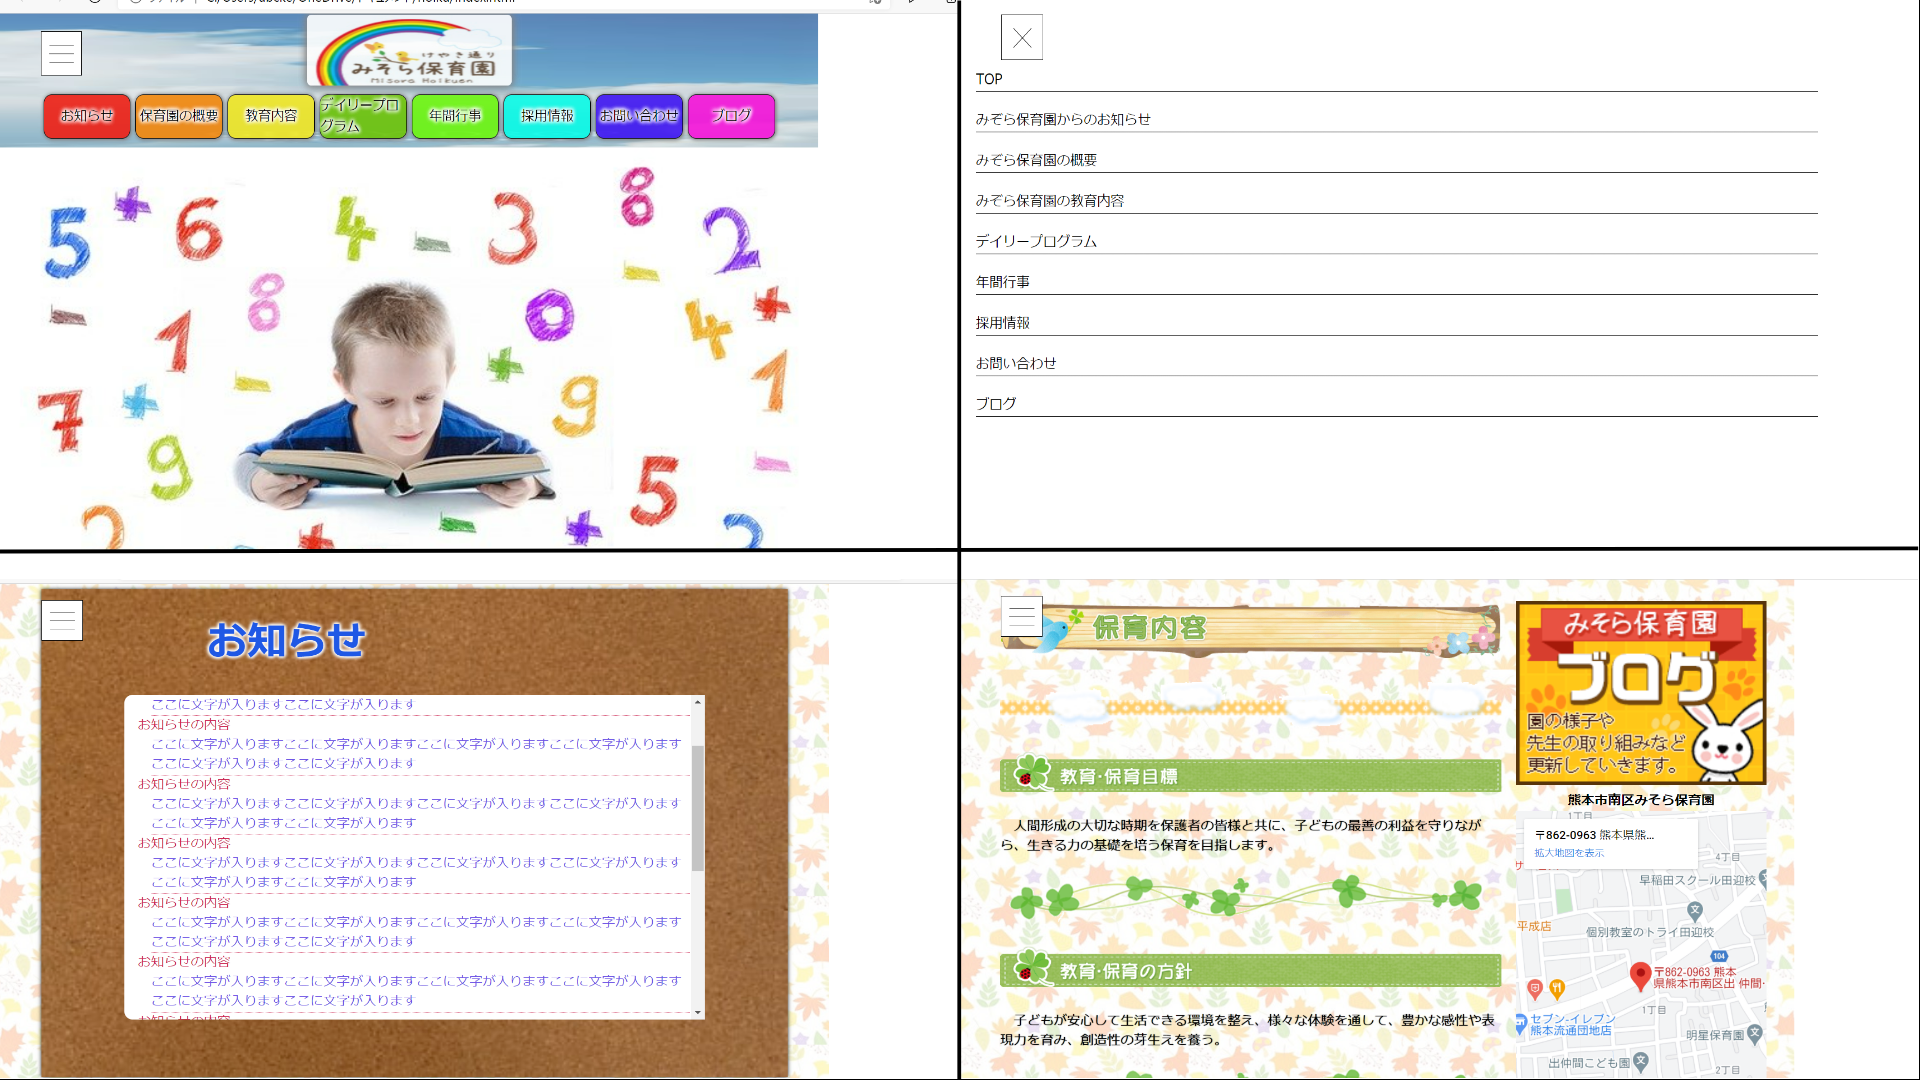 けやき通り
みそら保育園
Misora Hoikuen
お知らせ
保育園の概要
教育内容
デイリープロ
グラム
年間行事
採用情報
お問い合わせ
ブログ
5 + 6 4 - 3 8 2
- 1 8 - 0 + 4 + 1
7 + 9 9 5 -
2 + - + 2
TOP
みぞら保育園からのお知らせ
みぞら保育園の概要
みぞら保育園の教育内容
デイリープログラム
年間行事
採用情報
お問い合わせ
ブログ
お知らせ
ここに文字が入りますここに文字が入ります
お知らせの内容
ここに文字が入りますここに文字が入りますここに文字が入りますここに文字が入ります
ここに文字が入りますここに文字が入ります
お知らせの内容
ここに文字が入りますここに文字が入りますここに文字が入りますここに文字が入ります
ここに文字が入りますここに文字が入ります
お知らせの内容
ここに文字が入りますここに文字が入りますここに文字が入りますここに文字が入ります
ここに文字が入りますここに文字が入ります
お知らせの内容
ここに文字が入りますここに文字が入りますここに文字が入りますここに文字が入ります
ここに文字が入りますここに文字が入ります
お知らせの内容
ここに文字が入りますここに文字が入りますここに文字が入りますここに文字が入ります
ここに文字が入りますここに文字が入ります
お知らせの内容
保育内容
教育・保育目標
人間形成の大切な時期を保護者の皆様と共に、子どもの最善の利益を守りなが
ら、生きる力の基礎を培う保育を目指します。
教育・保育の方針
子どもが安心して生活できる環境を整え、様々な体験を通して、豊かな感性や表
現力を育み、創造性の芽生えを養う。
みそら保育園
ブログ
園の様子や
先生の取り組みなど
更新していきます。
熊本市南区みそら保育園
1丁目
〒862-0963 熊本県熊...
拡大地図を表示
サ
4丁目
早稲田スクール田迎校
平成店
個別教室のトライ田迎校
104
〒862-0963 熊本
県熊本市南区出 仲間·
1丁目
セブン-イレブン
熊本流通団地店
明星保育園
出仲間こども園
2丁目